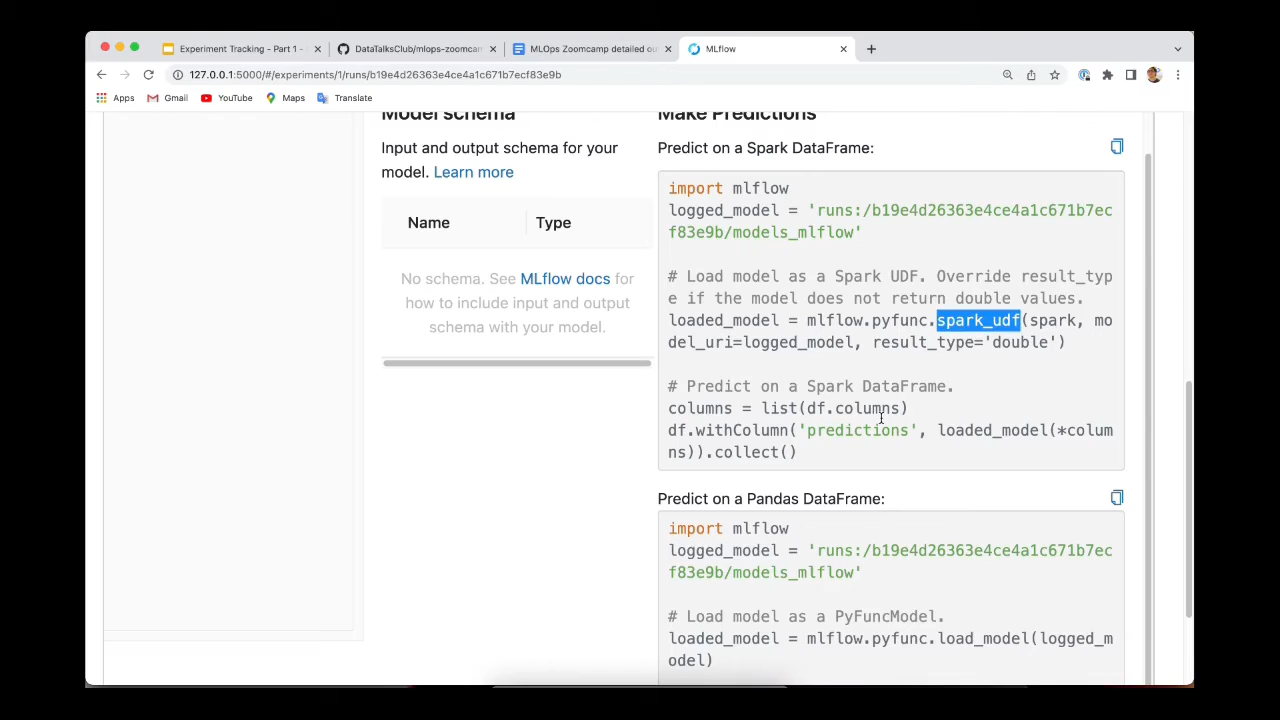 Experiment Tracking - Part 1 -
DataTalksClub/mlops-zoomcam
MLOps Zoomcamp detailed ou
MLflow
127.0.0.1:5000/#/experiments/1/runs/b19e4d26363e4ce4a1c671b7ecf83e9b
Apps
Gmail
YouTube
Maps
Translate
Model schema
Input and output schema for your
model. Learn more
Name
Type
No schema. See MLflow docs for
how to include input and output
schema with your model.
Make Predictions
Predict on a Spark DataFrame:
import mlflow
logged_model = 'runs:/b19e4d26363e4ce4a1c671b7ec
f83e9b/models_mlflow'
# Load model as a Spark UDF. Override result_typ
e if the model does not return double values.
loaded_model = mlflow.pyfunc.spark_udf(spark, mo
del_uri=logged_model, result_type='double')
# Predict on a Spark DataFrame.
columns = list(df.columns)
df.withColumn('predictions', loaded_model(*colum
ns)).collect()
Predict on a Pandas DataFrame:
import mlflow
logged_model = 'runs:/b19e4d26363e4ce4a1c671b7ec
f83e9b/models_mlflow'
# Load model as a PyFuncModel.
loaded_model = mlflow.pyfunc.load_model(logged_m
odel)